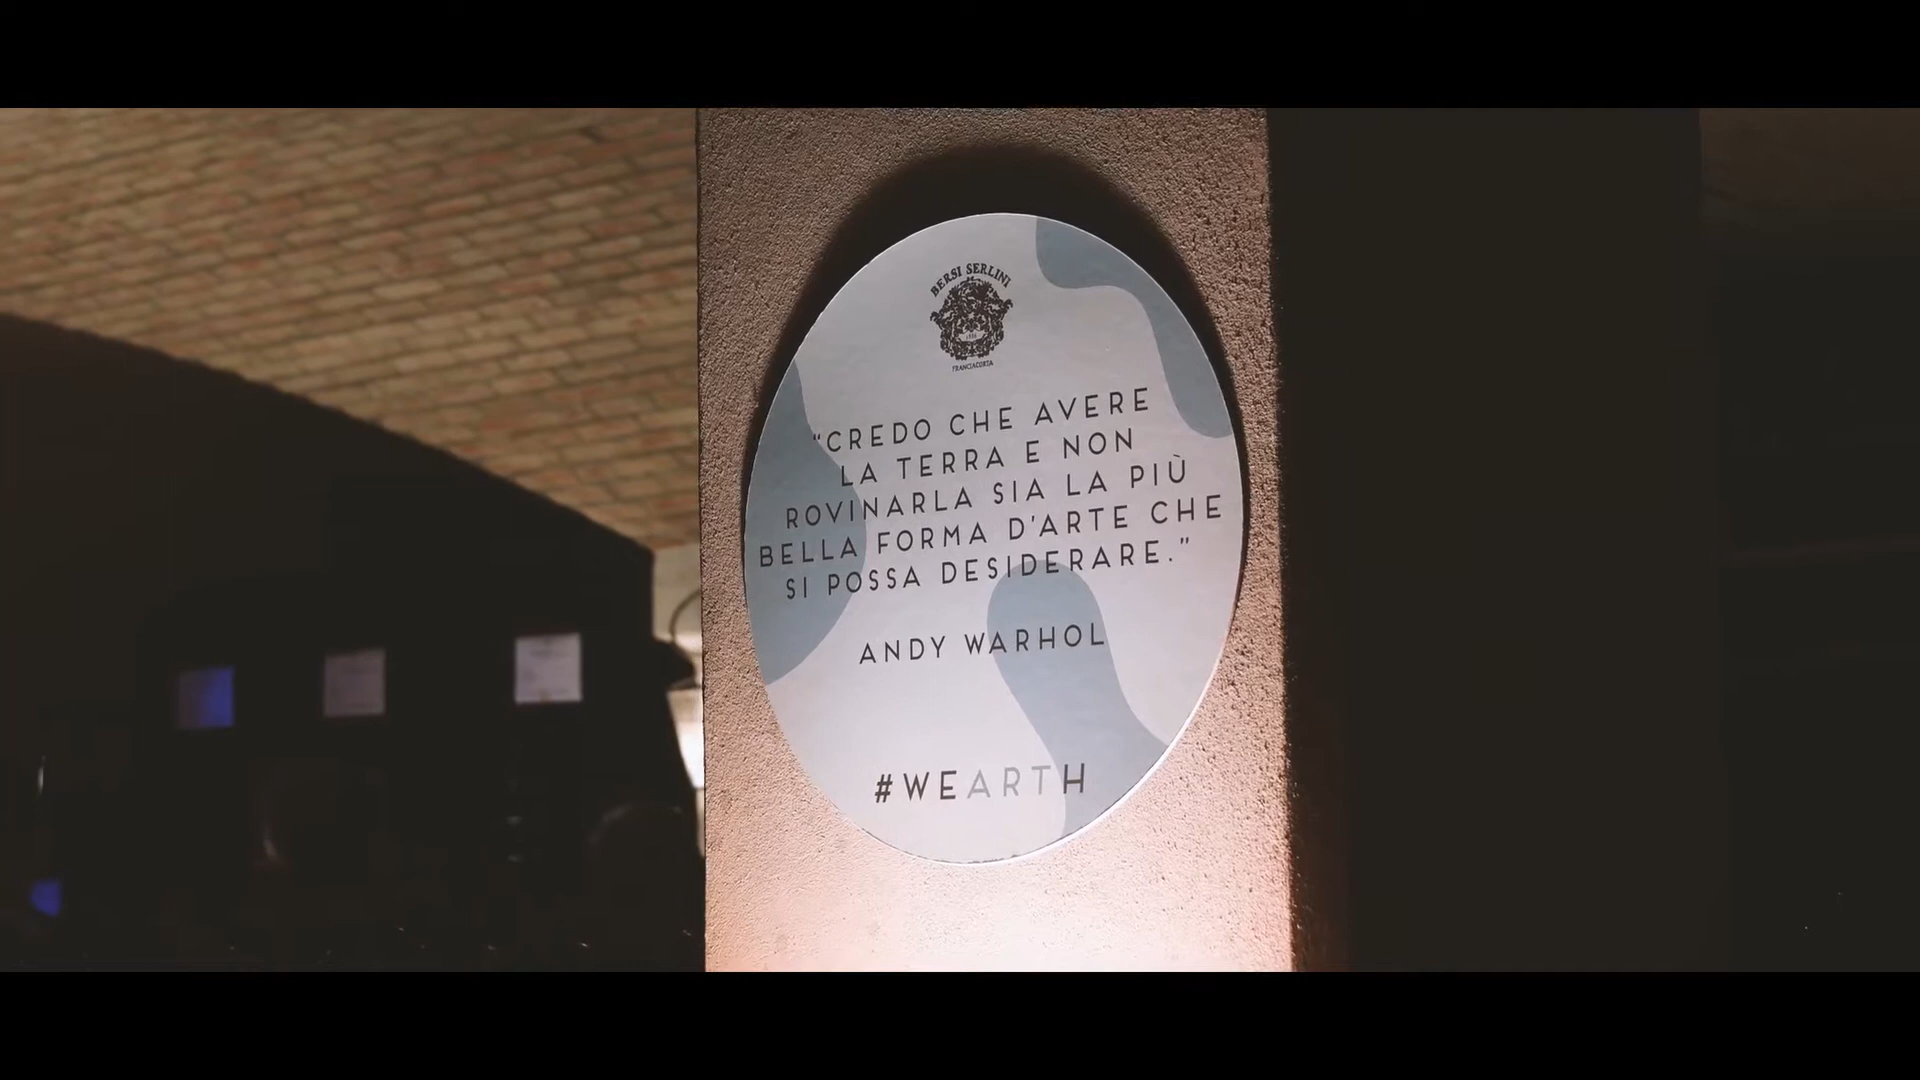 BERSI SERLINI
FRANCIACORTA
“CREDO CHE AVERE
LA TERRA E NON
ROVINARLA SIA LA PIÙ
BELLA FORMA D'ARTE CHE
SI POSSA DESIDERARE.”
ANDY WARHOL
#WEARTH